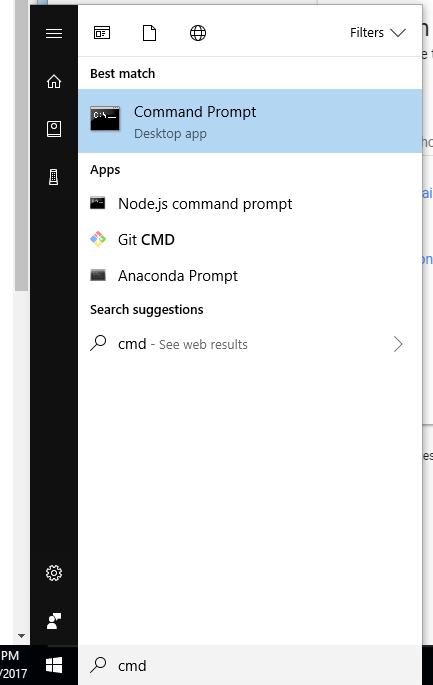 Filters
Best match
Command Prompt
Desktop app
Apps
Node.js command prompt
Git CMD
Anaconda Prompt
Search suggestions
cmd - See web results
PM
/2017
cmd